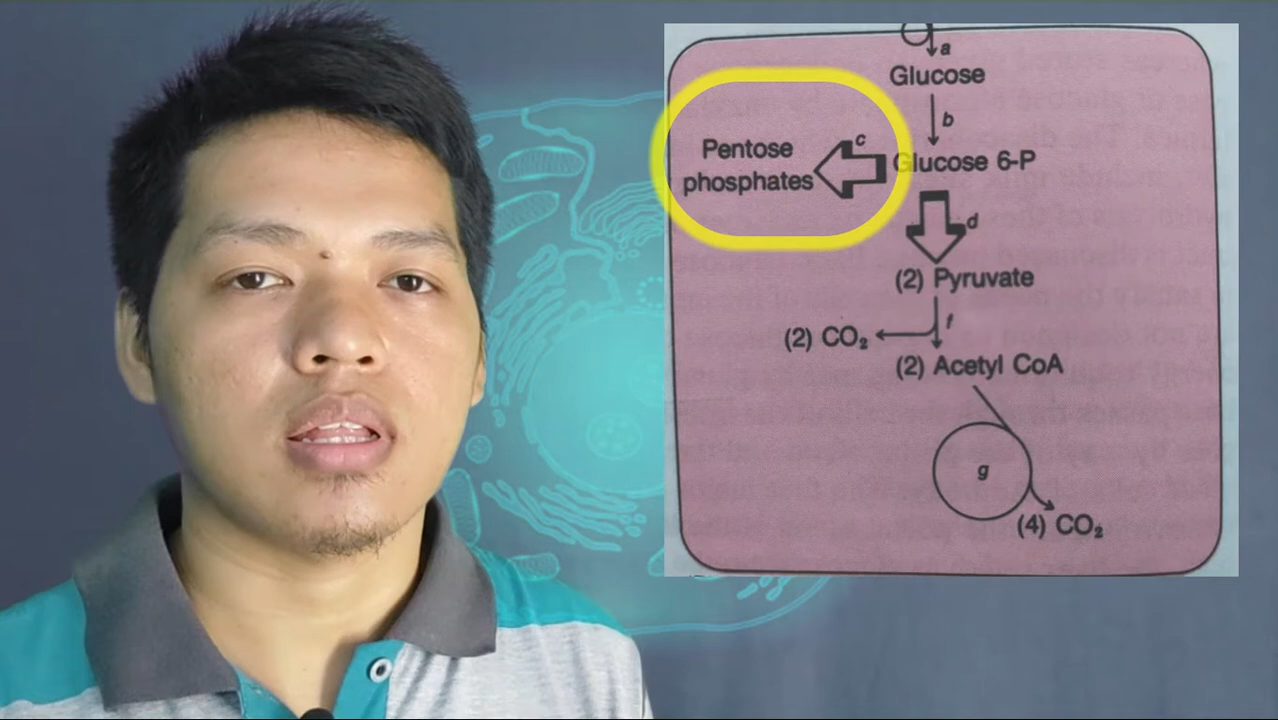 a
Glucose
b
Pentose
phosphates
c
Glucose 6-P
d
(2) Pyruvate
(2) CO₂
f
(2) Acetyl CoA
g
(4) CO₂